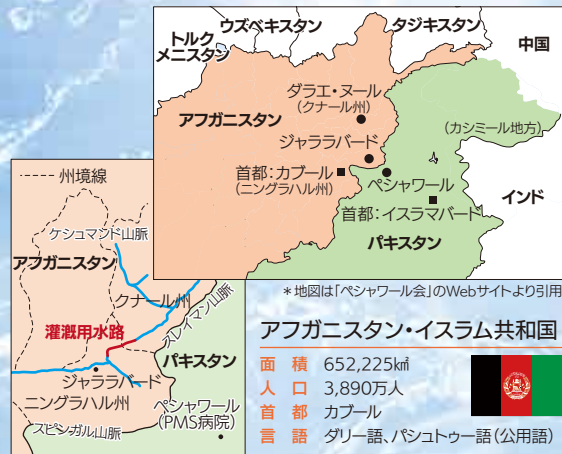 ウズベキスタン
タジキスタン
トルク
メニスタン
中国
ダラエ・ヌール
(クナール州)
アフガニスタン
ジャララバード
(カシミール地方)
首都:カブール
(ニングラハル州)
ペシャワール
首都:イスラマバード
インド
パキスタン
州境線
ケシュマンド山脈
アフガニスタン
クナール州
スレイマン山脈
灌漑用水路
パキスタン
ジャララバード
ニングラハル州
ペシャワール
(PMS病院)
スピンガル山脈
*地図は「ペシャワール会」のWebサイトより引用
アフガニスタン・イスラム共和国
面 積 652,225㎢
人 口 3,890万人
首 都 カブール
言 語 ダリー語、パシュトゥー語(公用語)